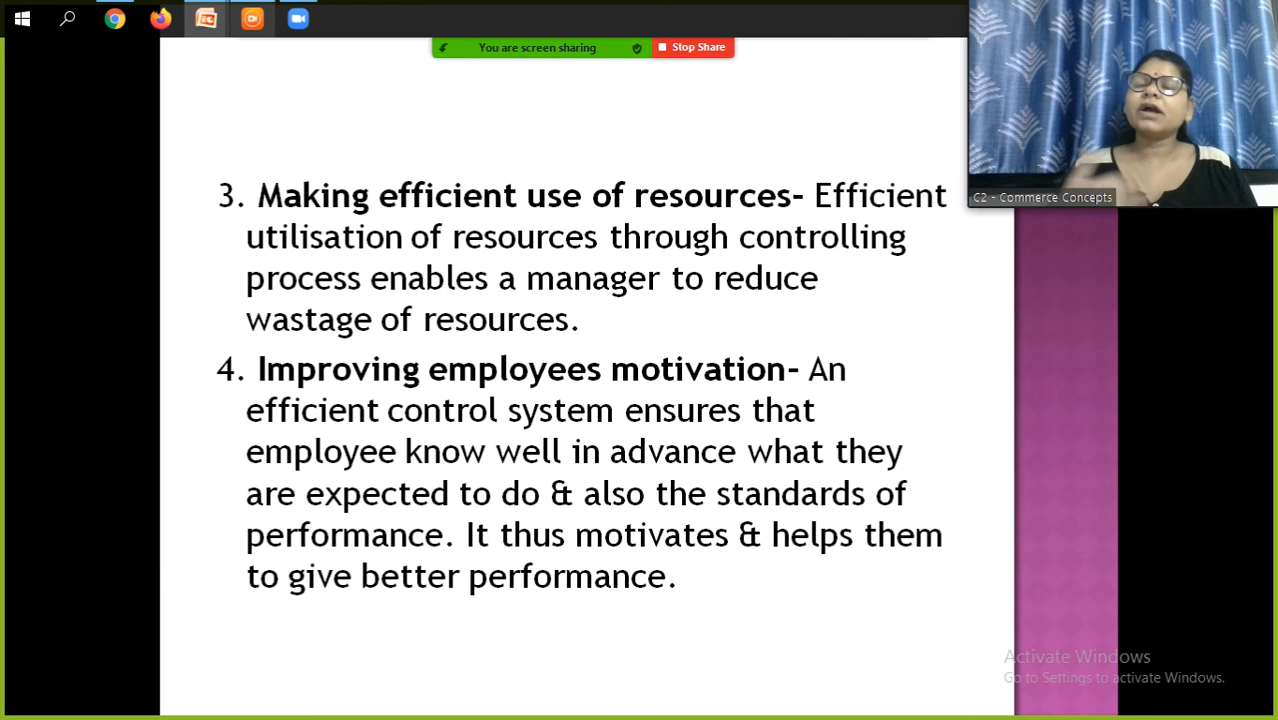 You are screen sharing
Stop Share
C2 - Commerce Concepts
3. Making efficient use of resources- Efficient
utilisation of resources through controlling
process enables a manager to reduce
wastage of resources.
4. Improving employees motivation- An
efficient control system ensures that
employee know well in advance what they
are expected to do & also the standards of
performance. It thus motivates & helps them
to give better performance.
Activate Windows
Go to Settings to activate Windows.